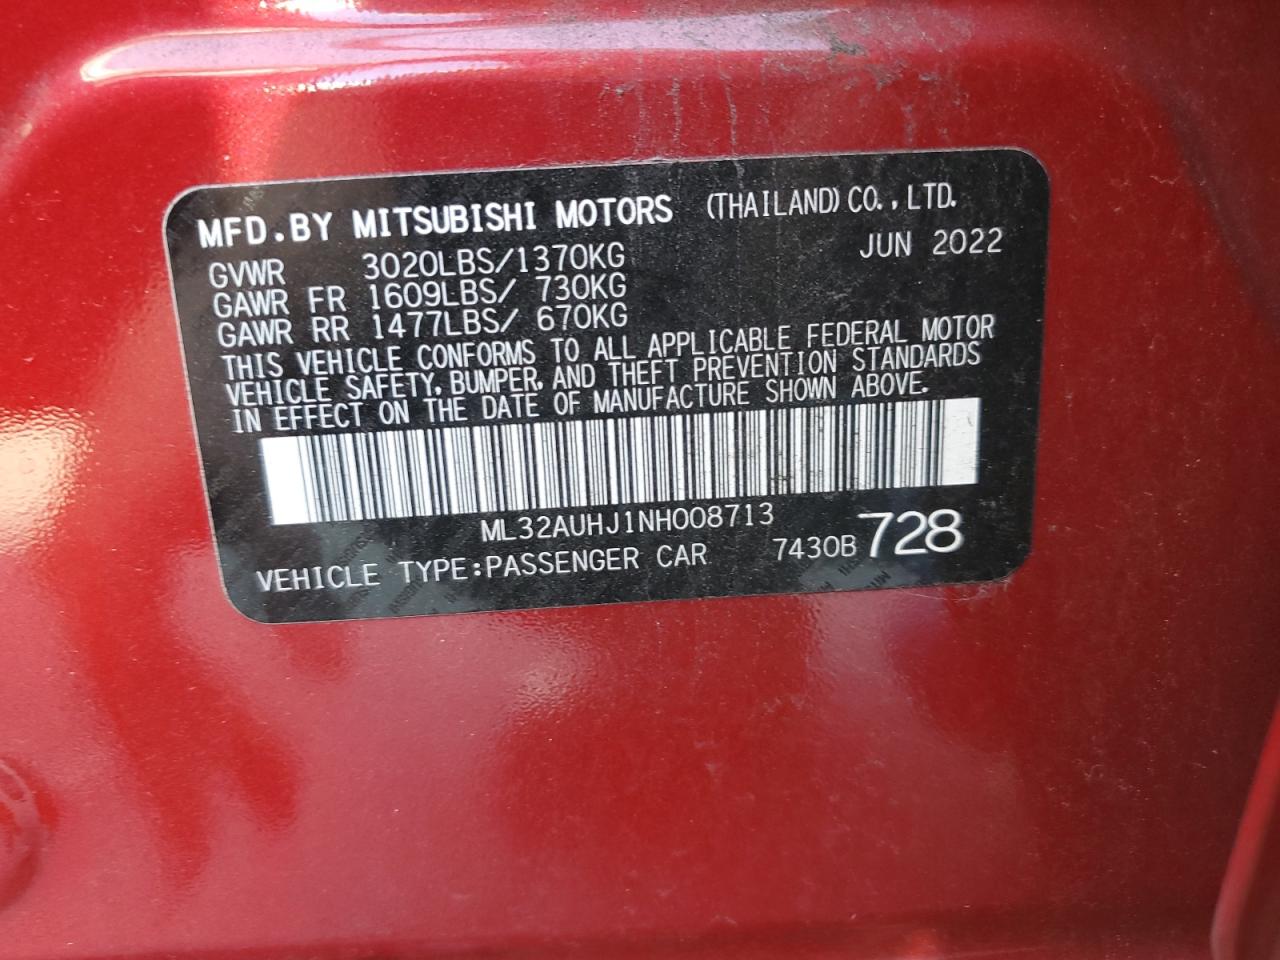 MFD.BY MITSUBISHI MOTORS (THAILAND) CO.,LTD.
GVWR 3020LBS/1370KG JUN 2022
GAWR FR 1609LBS/ 730KG
GAWR RR 1477LBS/ 670KG
THIS VEHICLE CONFORMS TO ALL APPLICABLE FEDERAL MOTOR
VEHICLE SAFETY, BUMPER, AND THEFT PREVENTION STANDARDS
IN EFFECT ON THE DATE OF MANUFACTURE SHOWN ABOVE.
ML32AUHJ1NH008713
VEHICLE TYPE:PASSENGER CAR 7430B 728